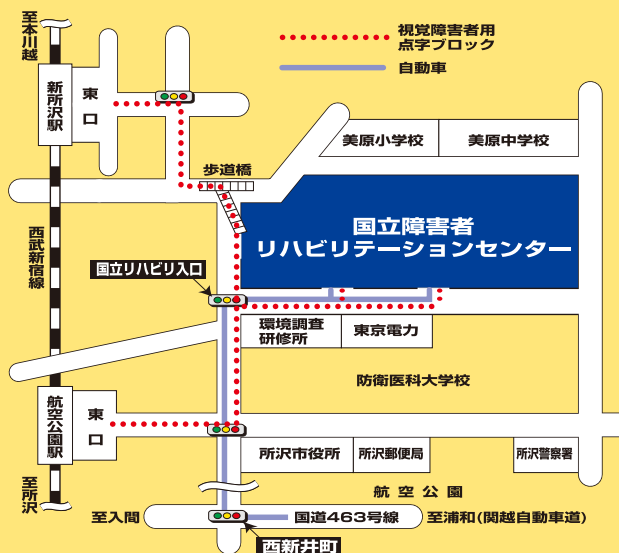 至本川越
視覚障害者用
点字ブロック
自動車
新所沢駅
東口
美原小学校
美原中学校
歩道橋
国立障害者
リハビリテーションセンター
西武新宿線
国立リハビリ入口
環境調査
研修所
東京電力
防衛医科大学校
航空公園駅
東口
所沢市役所
所沢郵便局
所沢警察署
至所沢
航空公園
至入間
国道463号線
至浦和(関越自動車道)
西新井町